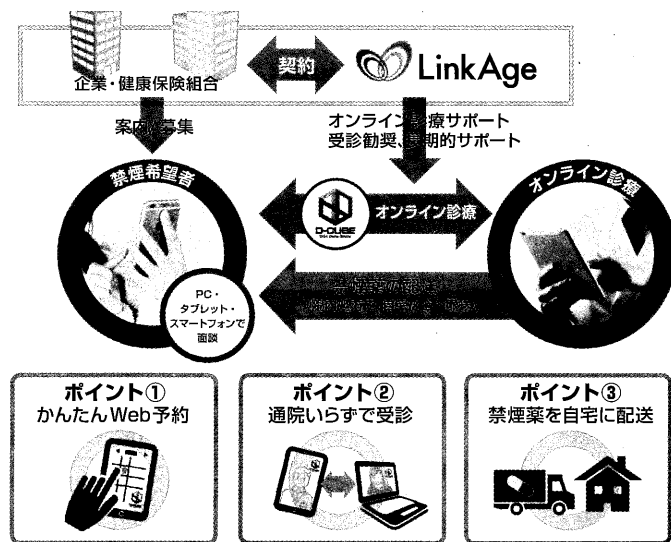 企業・健康保険組合
契約
LinkAge
案内、募集
オンライン診療サポート
受診勧奨、定期的サポート
禁煙希望者
オンライン診療
D-CUBE
オンライン診療
PC・
タブレット・
スマートフォンで
面談
ポイント①
かんたんWeb予約
ポイント②
通院いらずで受診
ポイント③
禁煙薬を自宅に配送